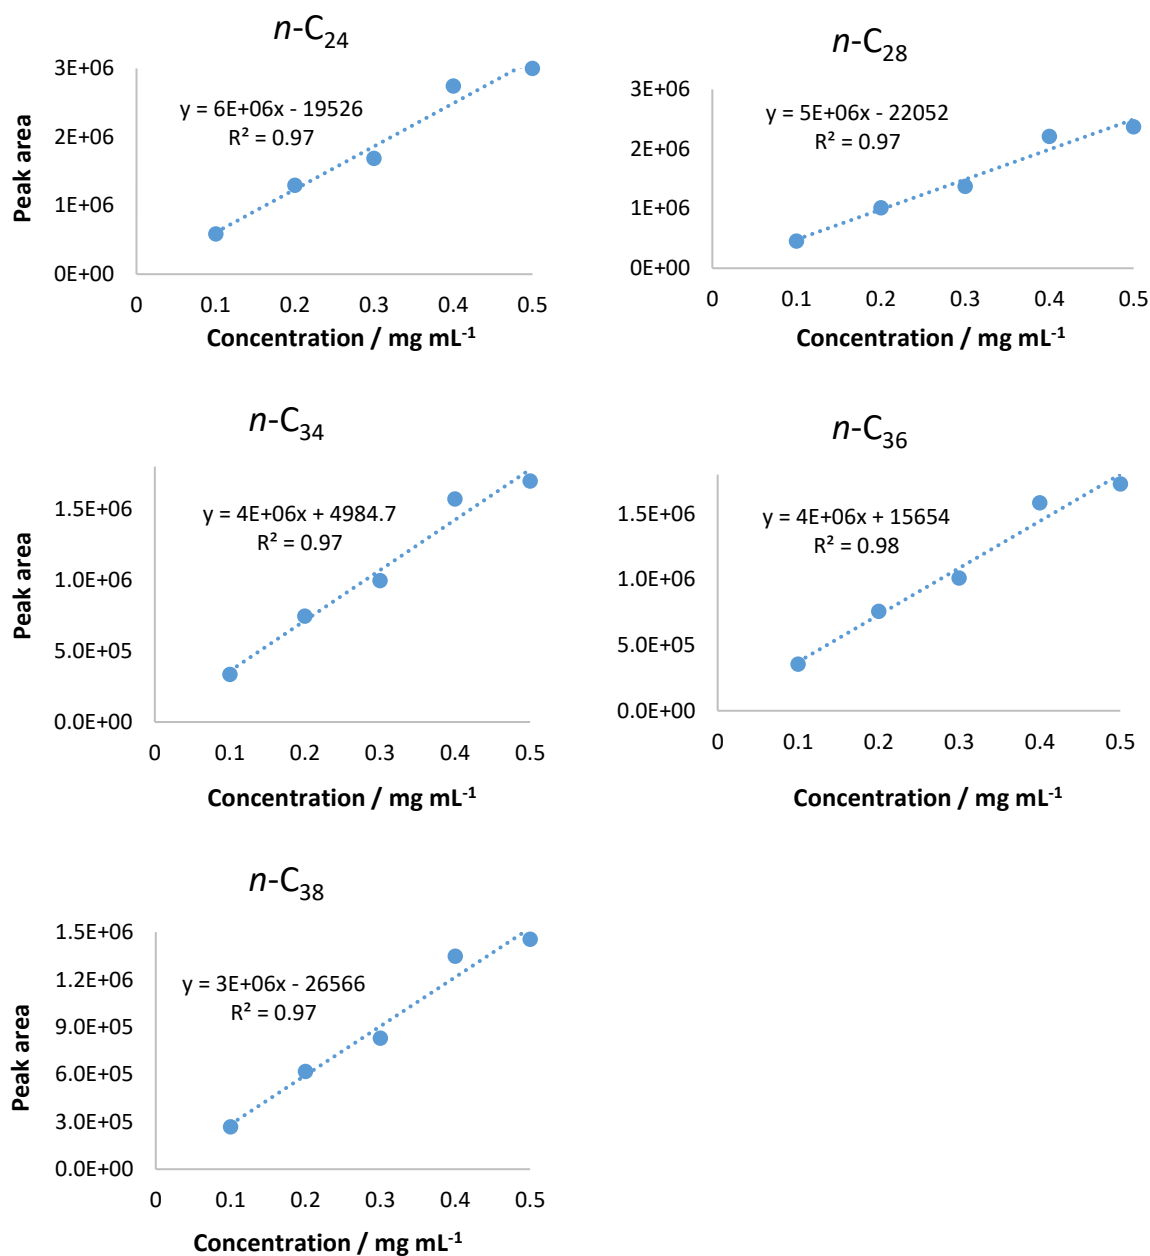 n-C24
3E+06
2E+06
1E+06
0E+00
y = 6E+06x - 19526
R² = 0.97
0 0.1 0.2 0.3 0.4 0.5
Peak area
Concentration / mg mL-1
n-C28
3E+06
2E+06
1E+06
0E+00
y = 5E+06x - 22052
R² = 0.97
0 0.1 0.2 0.3 0.4 0.5
Concentration / mg mL-1
n-C34
1.5E+06
1.0E+06
5.0E+05
0.0E+00
y = 4E+06x + 4984.7
R² = 0.97
0 0.1 0.2 0.3 0.4 0.5
Peak area
Concentration / mg mL-1
n-C36
1.5E+06
1.0E+06
5.0E+05
0.0E+00
y = 4E+06x + 15654
R² = 0.98
0 0.1 0.2 0.3 0.4 0.5
Concentration / mg mL-1
n-C38
1.5E+06
1.2E+06
9.0E+05
6.0E+05
3.0E+05
0.0E+00
y = 3E+06x - 26566
R² = 0.97
0 0.1 0.2 0.3 0.4 0.5
Peak area
Concentration / mg mL-1